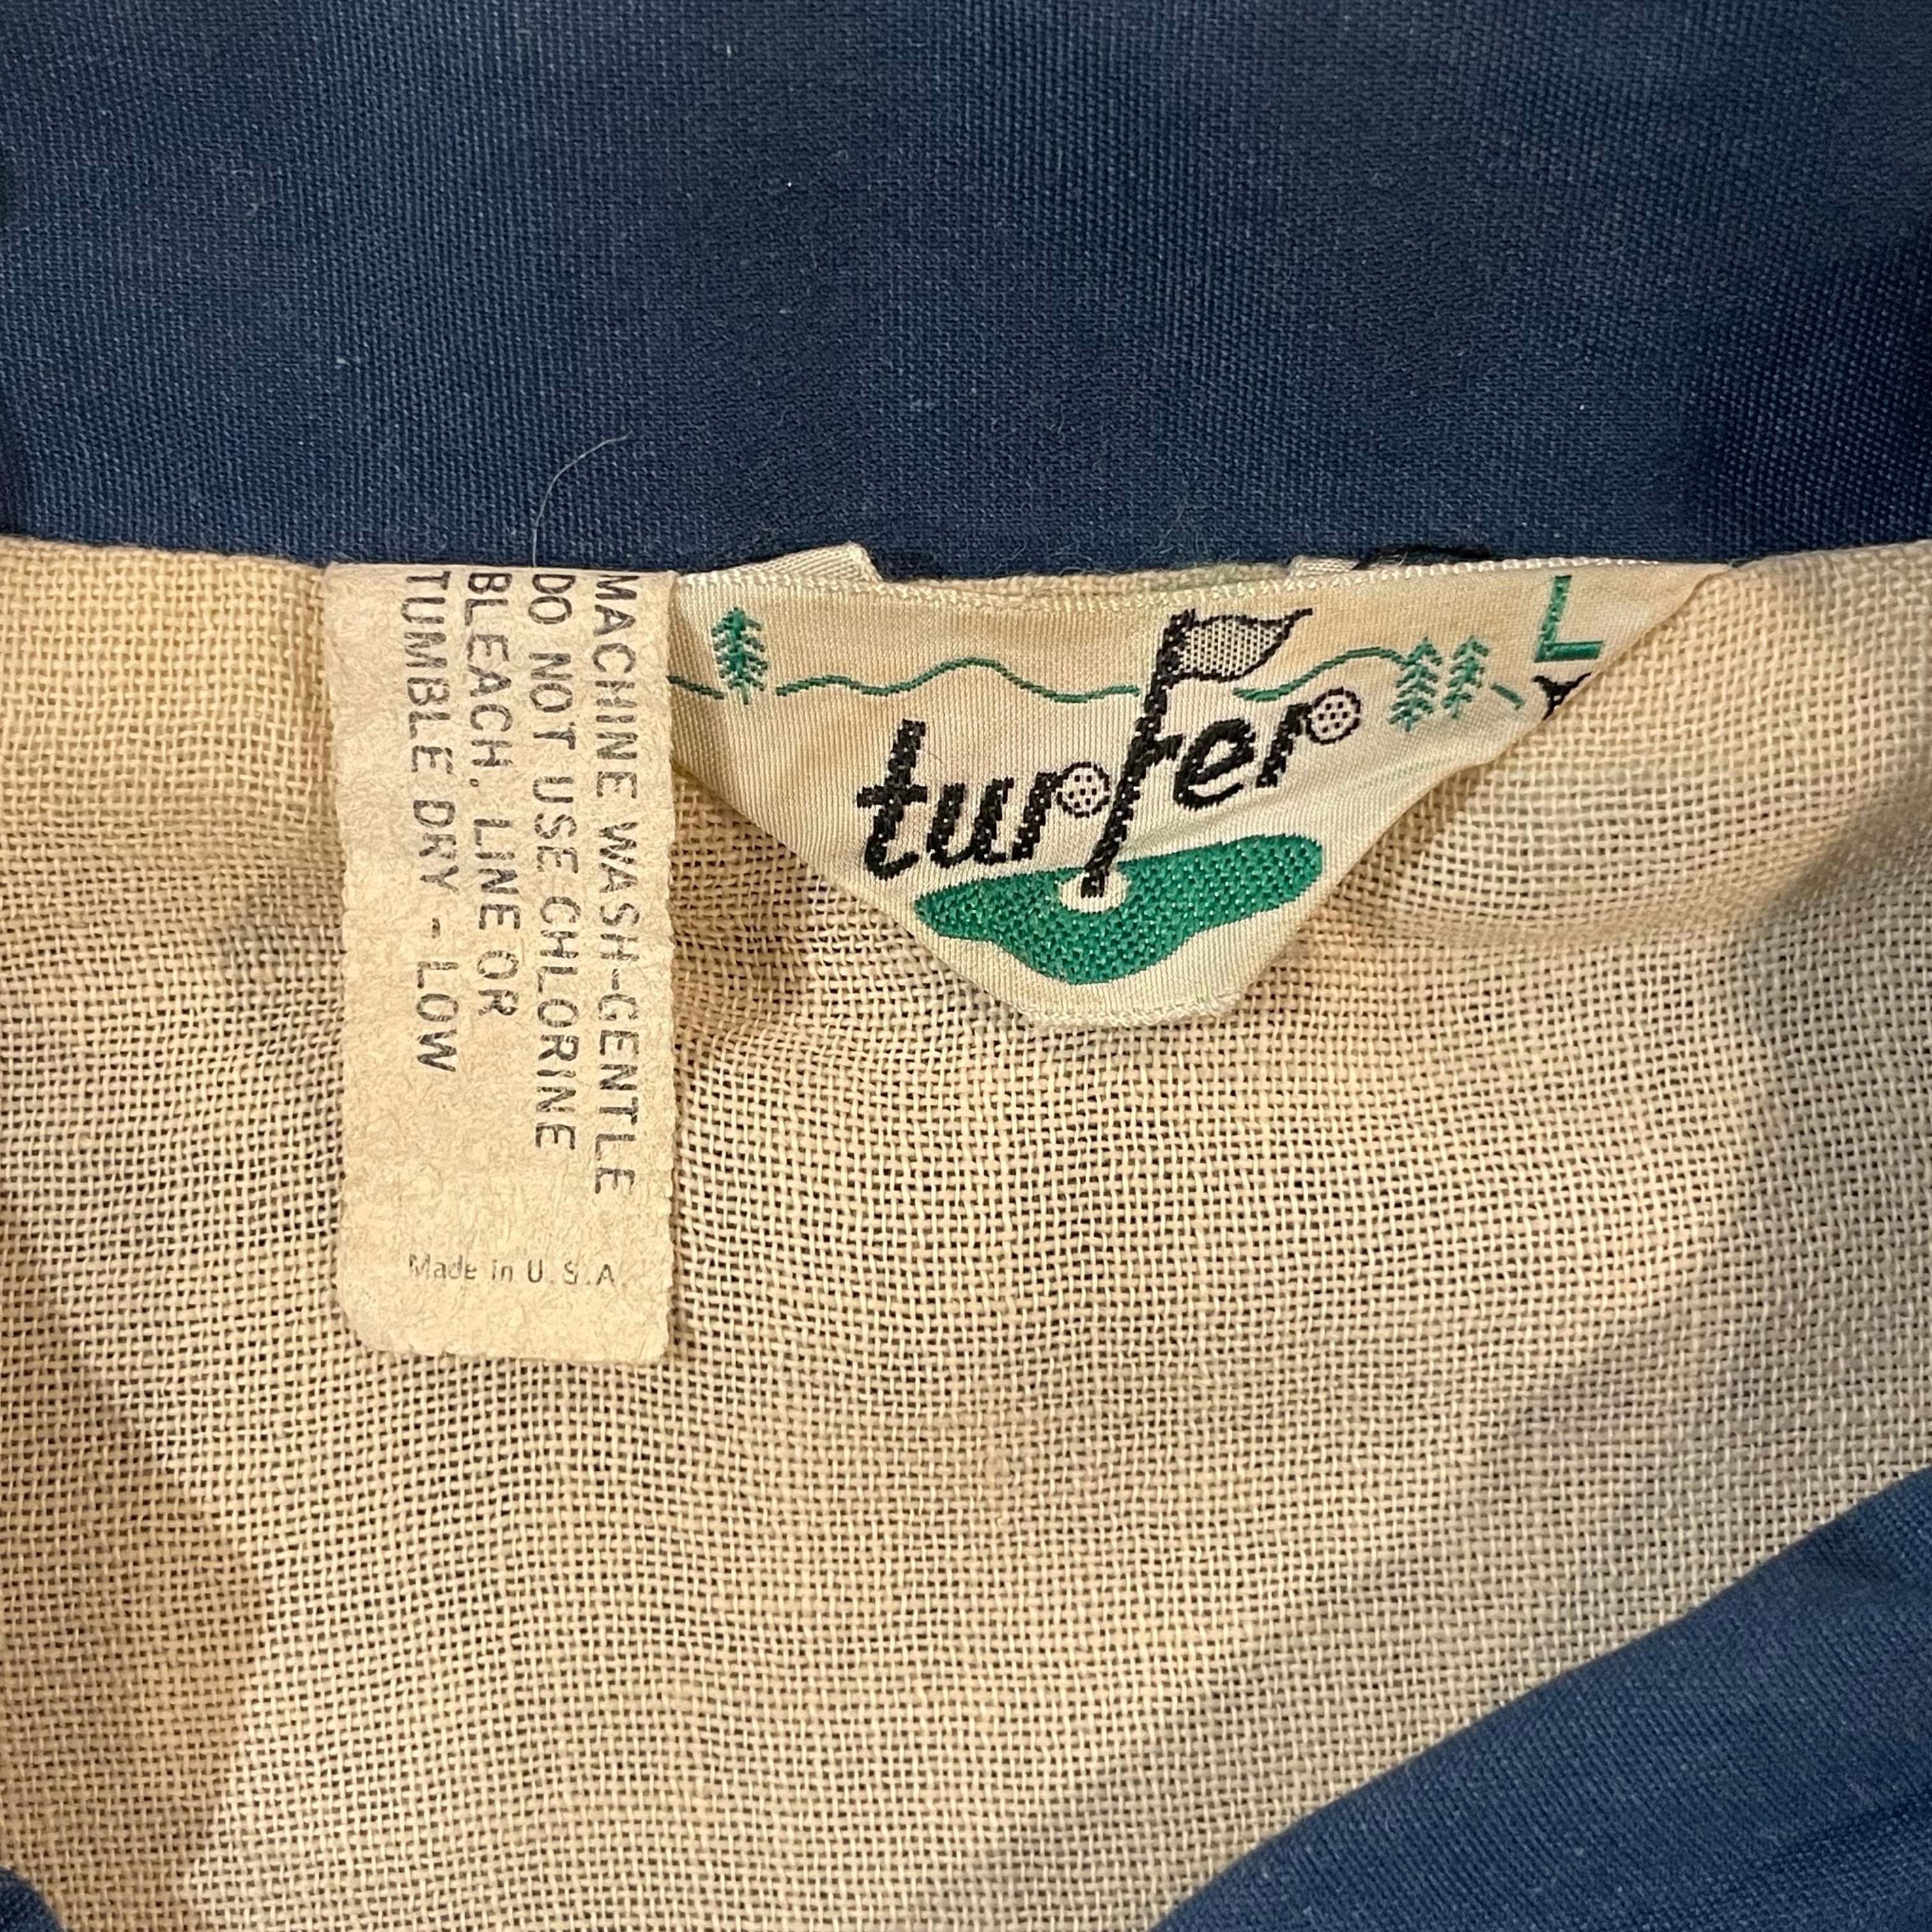 MACHINE WASH-GENTLE
DO NOT USE CHLORINE
BLEACH. LINE OR
TUMBLE DRY - LOW
Made in U.S.A.
turfer
L